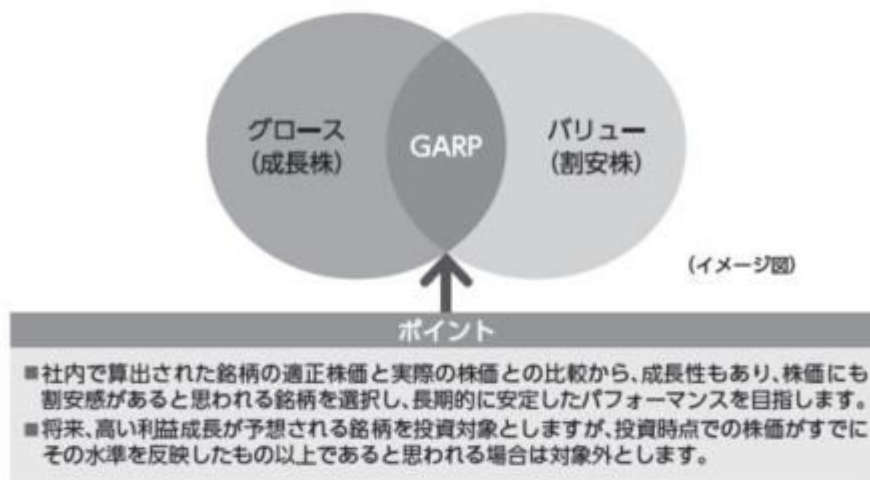 グロース
(成長株)
GARP
バリュー
(割安株)
(イメージ図)
ポイント
■社内で算出された銘柄の適正株価と実際の株価との比較から、成長性もあり、株価にも
割安感があると思われる銘柄を選択し、長期的に安定したパフォーマンスを目指します。
■将来、高い利益成長が予想される銘柄を投資対象としますが、投資時点での株価がすでに
その水準を反映したもの以上であると思われる場合は対象外とします。